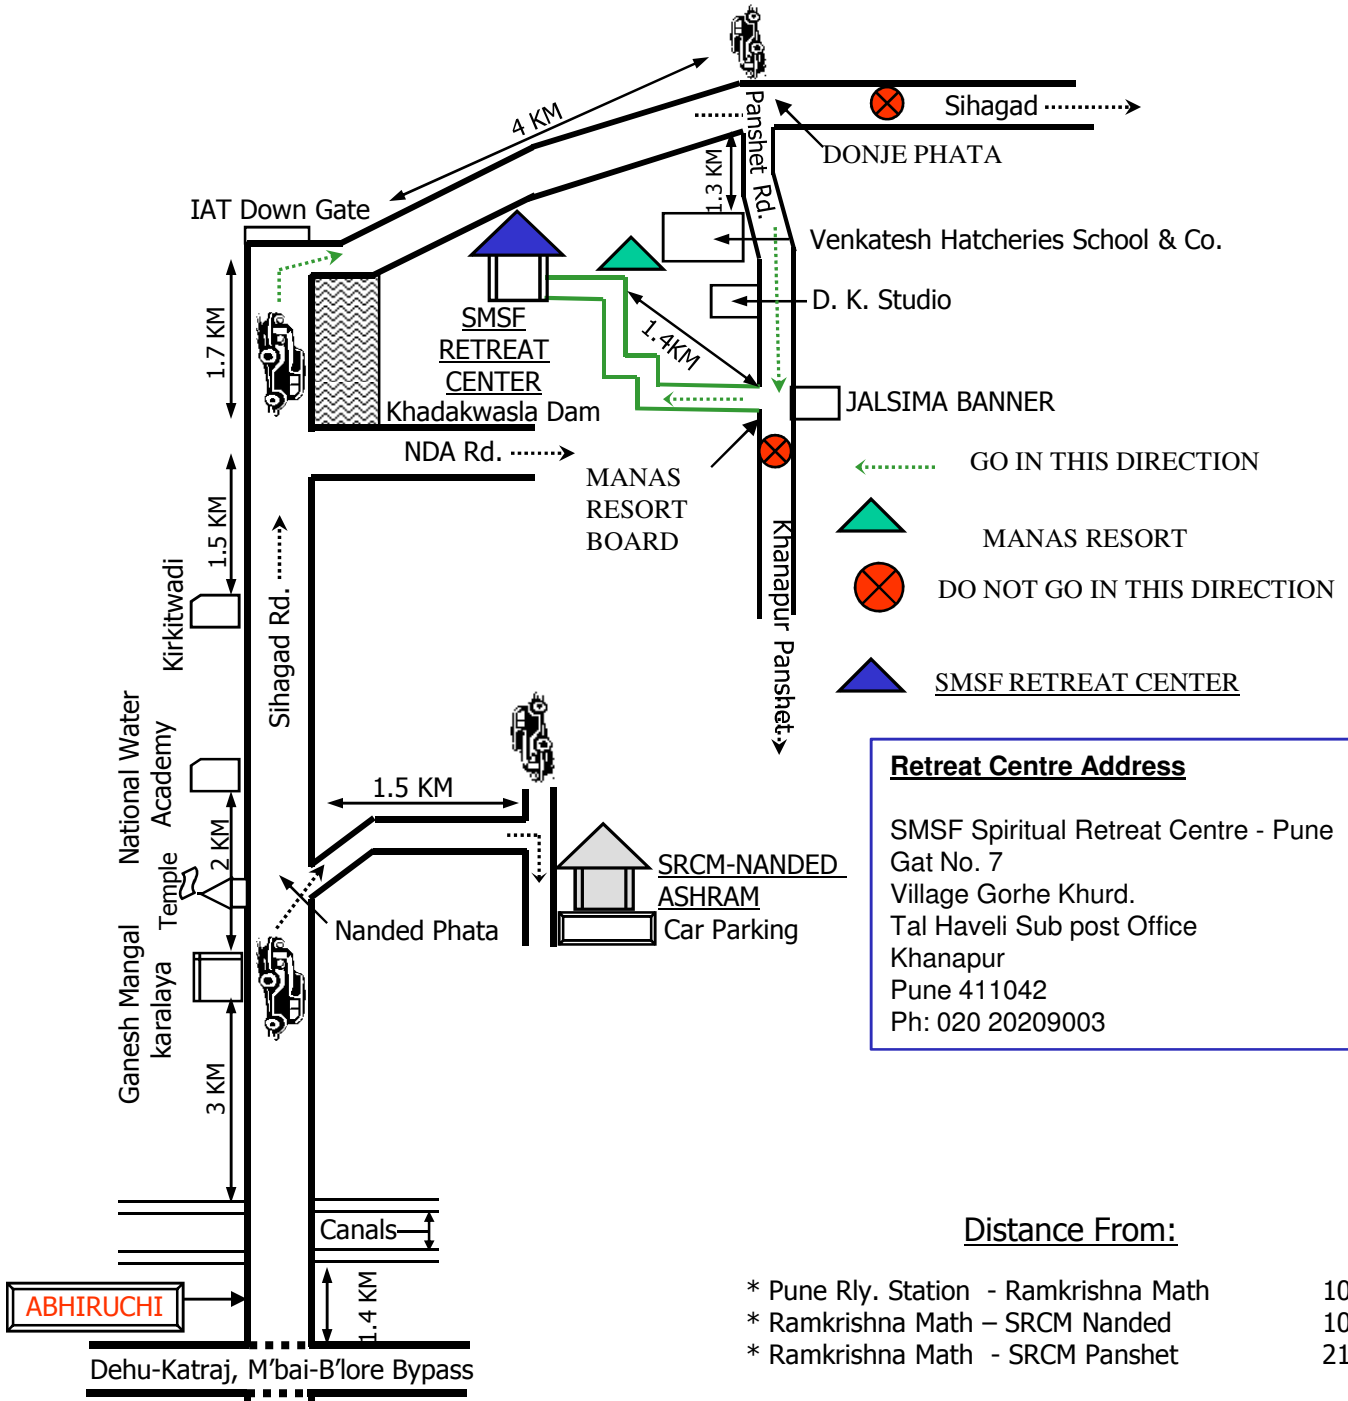 4 KM
Sihagad
Panshet Rd.
DONJE PHATA
1.3 KM
IAT Down Gate
Venkatesh Hatcheries School & Co.
D. K. Studio
1.7 KM
SMSF
RETREAT
CENTER
1.4KM
Khadakwasla Dam
JALSIMA BANNER
NDA Rd.
MANAS
RESORT
BOARD
GO IN THIS DIRECTION
MANAS RESORT
DO NOT GO IN THIS DIRECTION
SMSF RETREAT CENTER
Khanapur Panshet.
1.5 KM
Kirkitwadi
Sihagad Rd.
National Water
Academy
1.5 KM
2 KM
Temple
Nanded Phata
SRCM-NANDED
ASHRAM
Car Parking
Ganesh Mangal
karalaya
3 KM
Retreat Centre Address
SMSF Spiritual Retreat Centre - Pune
Gat No. 7
Village Gorhe Khurd.
Tal Haveli Sub post Office
Khanapur
Pune 411042
Ph: 020 20209003
Canals
ABHIRUCHI
1.4 KM
Dehu-Katraj, M'bai-B'lore Bypass
Distance From:
* Pune Rly. Station - Ramkrishna Math 10
* Ramkrishna Math – SRCM Nanded 10
* Ramkrishna Math - SRCM Panshet 21